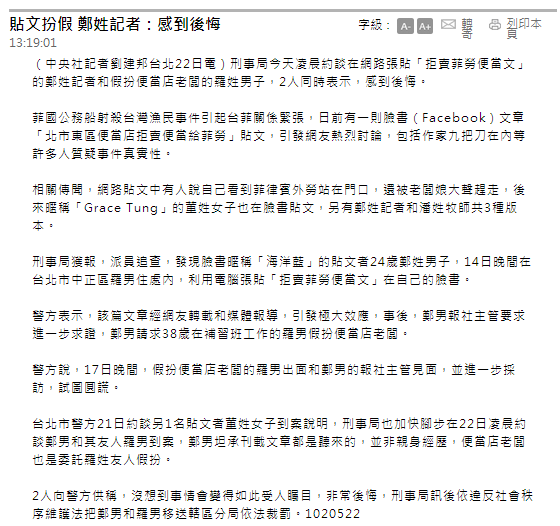 貼文扮假 鄭姓記者：感到後悔
字級： A- A+ 轉寄 列印本頁
13:19:01
（中央社記者劉建邦台北22日電）刑事局今天凌晨約談在網路張貼「拒賣菲勞便當文」
的鄭姓記者和假扮便當店老闆的羅姓男子，2人同時表示，感到後悔。
菲國公務船射殺台灣漁民事件引起台菲關係緊張，日前有一則臉書（Facebook）文章
「北市東區便當店拒賣便當給菲勞」貼文，引發網友熱烈討論，包括作家九把刀在內等
許多人質疑事件真實性。
相關傳聞，網路貼文中有人說自己看到菲律賓外勞站在門口，還被老闆娘大聲趕走，後
來暱稱「Grace Tung」的董姓女子也在臉書貼文，另有鄭姓記者和潘姓牧師共3種版
本。
刑事局獲報，派員追查，發現臉書暱稱「海洋藍」的貼文者24歲鄭姓男子，14日晚間在
台北市中正區羅男住處內，利用電腦張貼「拒賣菲勞便當文」在自己的臉書。
警方表示，該篇文章經網友轉載和媒體報導，引發極大效應，事後，鄭男報社主管要求
進一步求證，鄭男請求38歲在補習班工作的羅男假扮便當店老闆。
警方說，17日晚間，假扮便當店老闆的羅男出面和鄭男的報社主管見面，並進一步採
訪，試圖圓謊。
台北市警方21日約談另1名貼文者董姓女子到案說明，刑事局也加快腳步在22日凌晨約
談鄭男和其友人羅男到案，鄭男坦承刊載文章都是聽來的，並非親身經歷，便當店老闆
也是委託羅姓友人假扮。
2人向警方供稱，沒想到事情會變得如此受人矚目，非常後悔，刑事局訊後依違反社會秩
序維護法把鄭男和羅男移送轄區分局依法裁罰。1020522